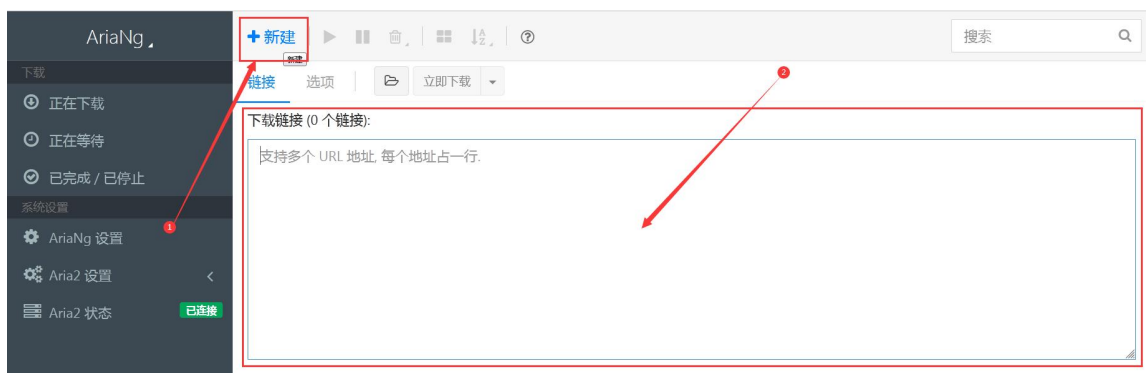 AriaNg
新建
搜索
新建
下载
链接 选项 立即下载
正在下载
下载链接 (0 个链接):
正在等待
支持多个 URL 地址, 每个地址占一行.
已完成 / 已停止
系统设置
1
2
AriaNg 设置
Aria2 设置
Aria2 状态 已连接